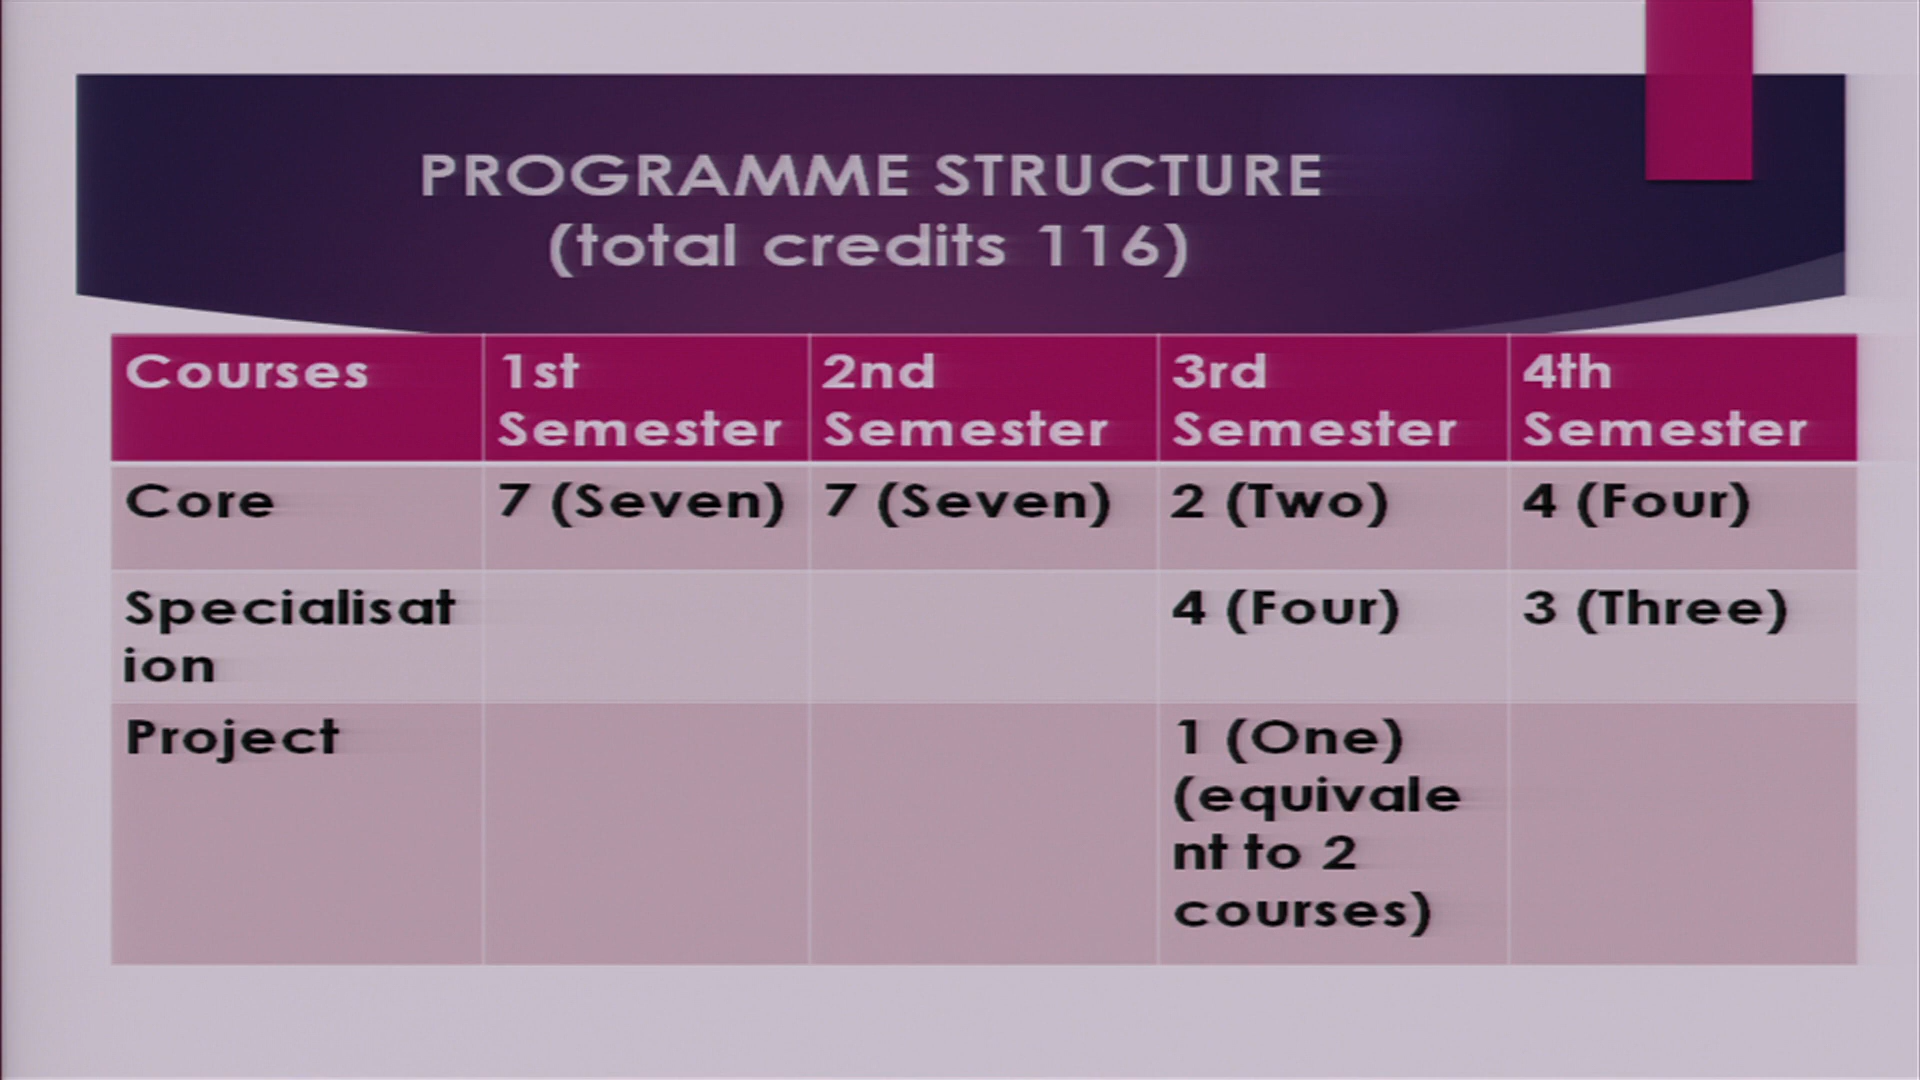 PROGRAMME STRUCTURE
(total credits 116)
Courses
1st
Semester
2nd
Semester
3rd
Semester
4th
Semester
Core
7 (Seven)
7 (Seven)
2 (Two)
4 (Four)
Specialisat
ion
4 (Four)
3 (Three)
Project
1 (One)
(equivale
nt to 2
courses)